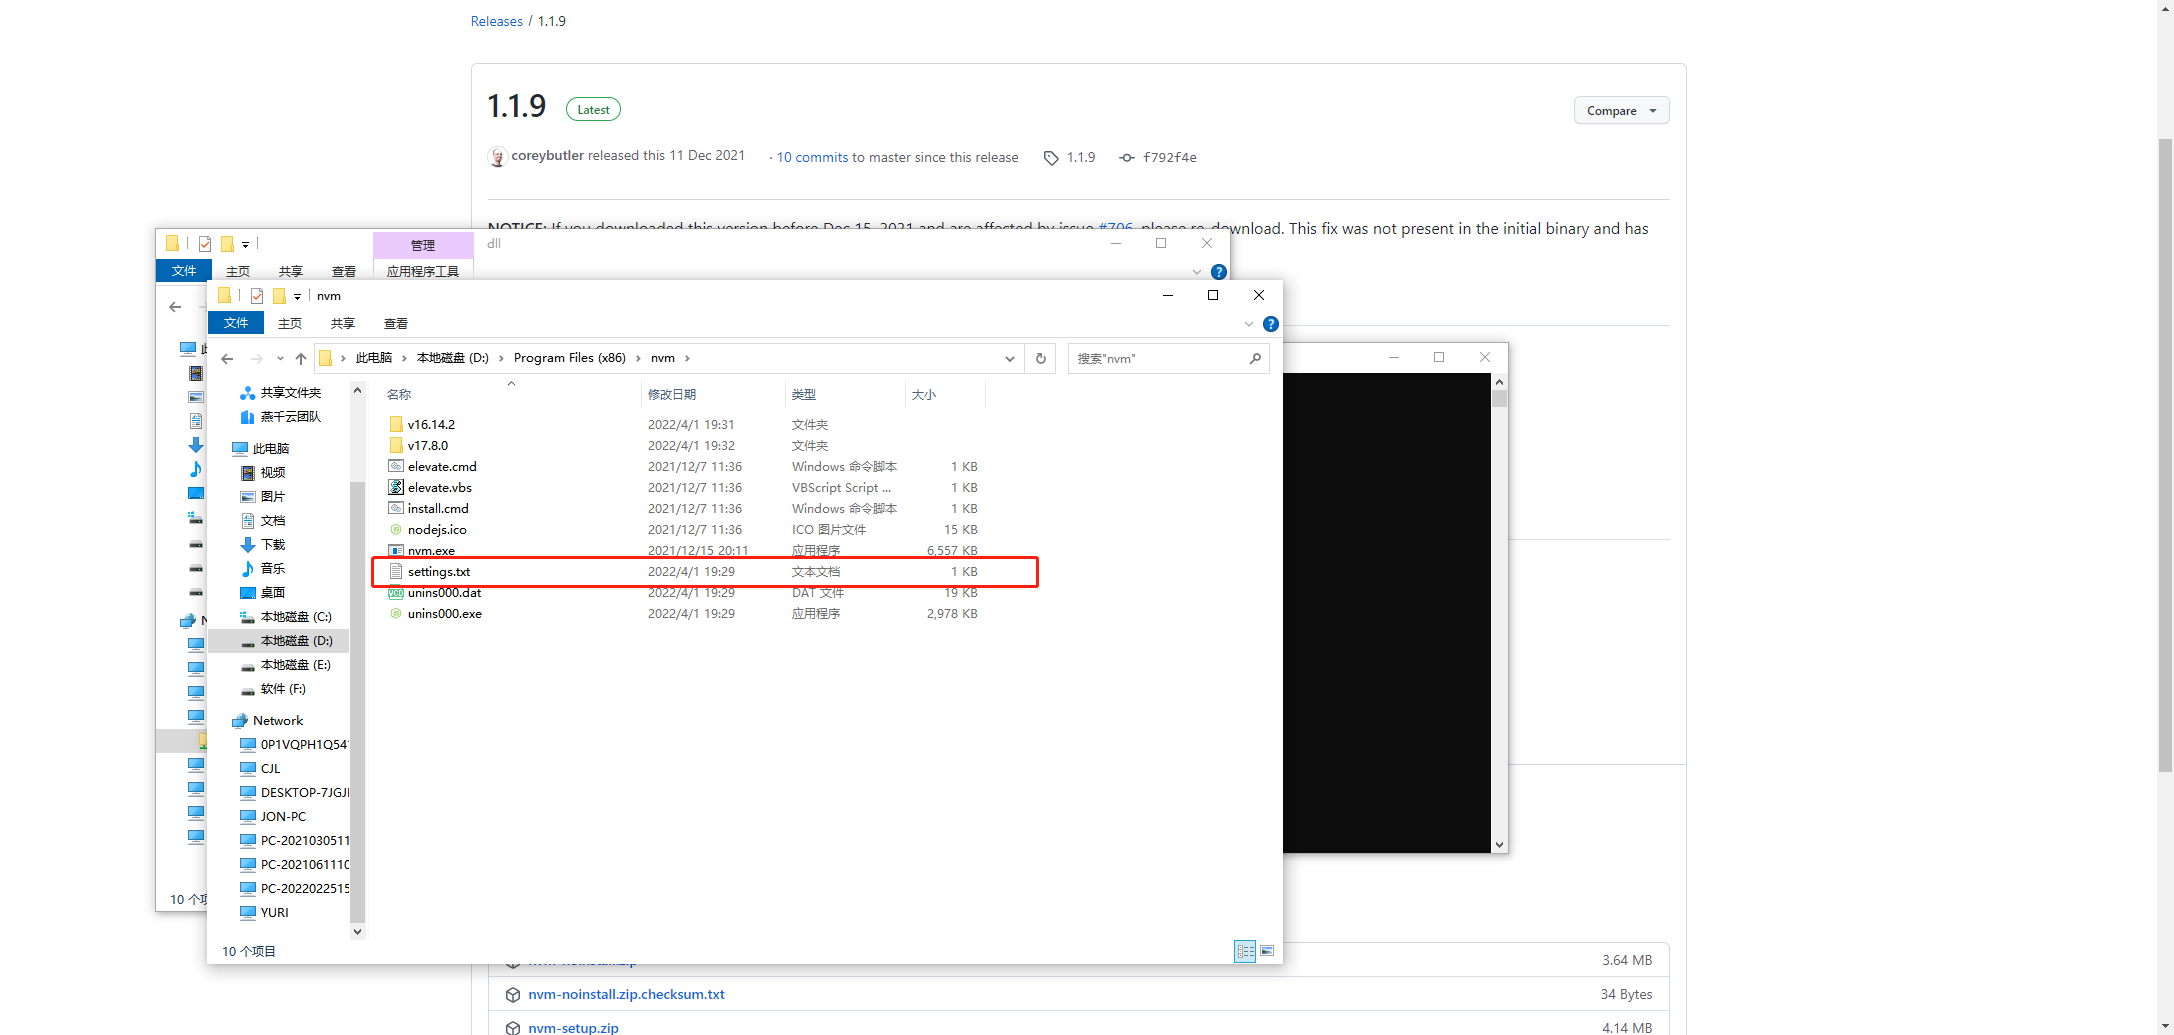 Releases / 1.1.9
1.1.9 Latest
Compare
coreybutler released this 11 Dec 2021 · 10 commits to master since this release 1.1.9 f792f4e
NOTICE: If you downloaded this version before Dec 15, 2021 and are affected by issue #706, please re-download. This fix was not present in the initial binary and has
管理 dll
文件 主页 共享 查看 应用程序工具
nvm
文件 主页 共享 查看
此电脑 本地磁盘 (D:) Program Files (x86) nvm
搜索"nvm"
共享文件夹
燕千云团队
此电脑
视频
图片
文档
下载
音乐
桌面
本地磁盘 (C:)
本地磁盘 (D:)
本地磁盘 (E:)
软件 (F:)
Network
0P1VQPH1Q54
CJL
DESKTOP-7JGJ
JON-PC
PC-2021030511
PC-2021061110
PC-2022022515
YURI
名称 修改日期 类型 大小
v16.14.2 2022/4/1 19:31 文件夹
v17.8.0 2022/4/1 19:32 文件夹
elevate.cmd 2021/12/7 11:36 Windows 命令脚本 1 KB
elevate.vbs 2021/12/7 11:36 VBScript Script ... 1 KB
install.cmd 2021/12/7 11:36 Windows 命令脚本 1 KB
nodejs.ico 2021/12/7 11:36 ICO 图片文件 15 KB
nvm.exe 2021/12/15 20:11 应用程序 6,557 KB
settings.txt 2022/4/1 19:29 文本文档 1 KB
unins000.dat 2022/4/1 19:29 DAT 文件 19 KB
unins000.exe 2022/4/1 19:29 应用程序 2,978 KB
10 个项目
10 个
nvm-noinstall.zip 3.64 MB
nvm-noinstall.zip.checksum.txt 34 Bytes
nvm-setup.zip 4.14 MB